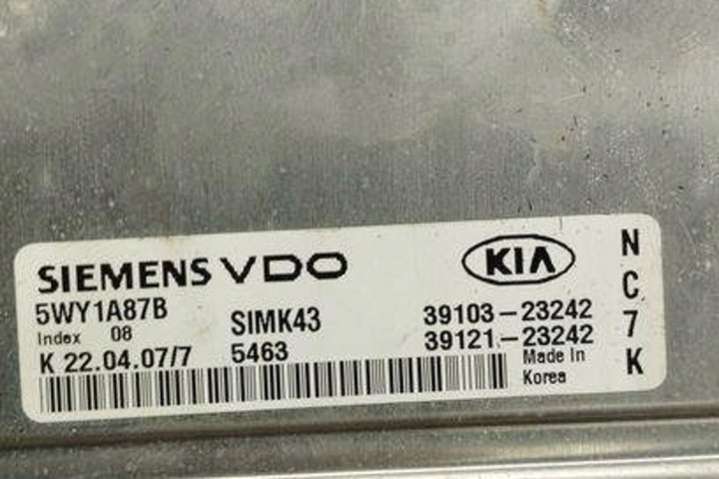 SIEMENS VDO
KIA
5WY1A87B
Index 08
SIMK43
39103-23242
39121-23242
K 22.04.07/7
5463
Made In
Korea
NC7K